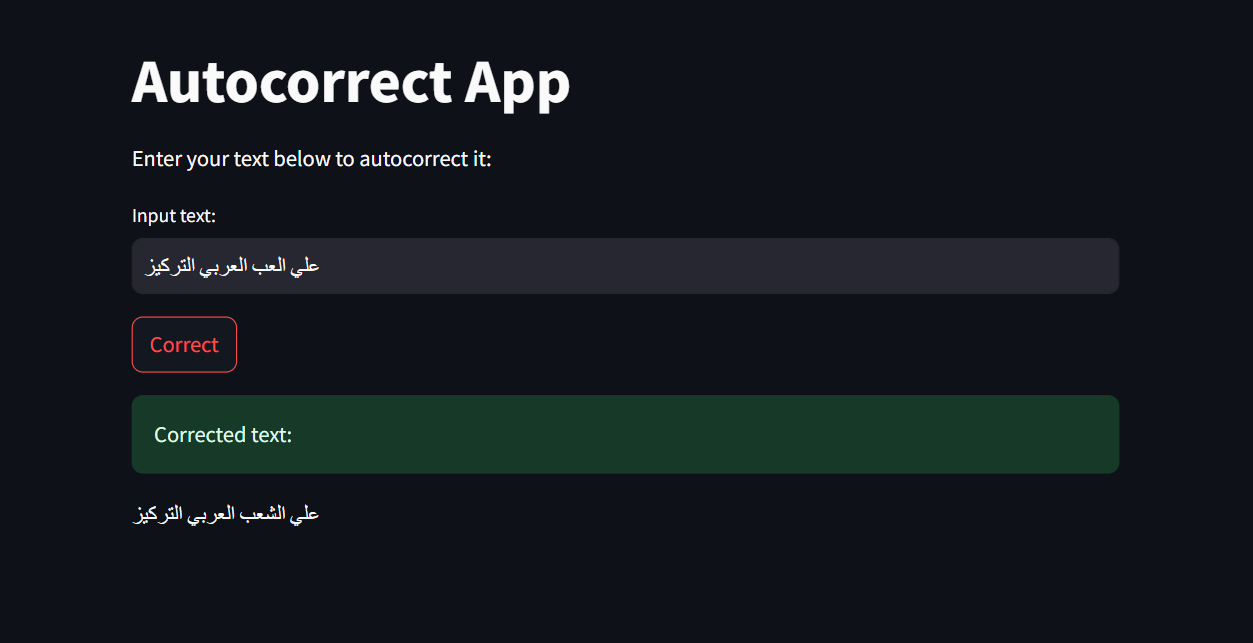 Autocorrect App
Enter your text below to autocorrect it:
Input text:
علي العب العربي التركيز
Correct
Corrected text:
علي الشعب العربي التركيز